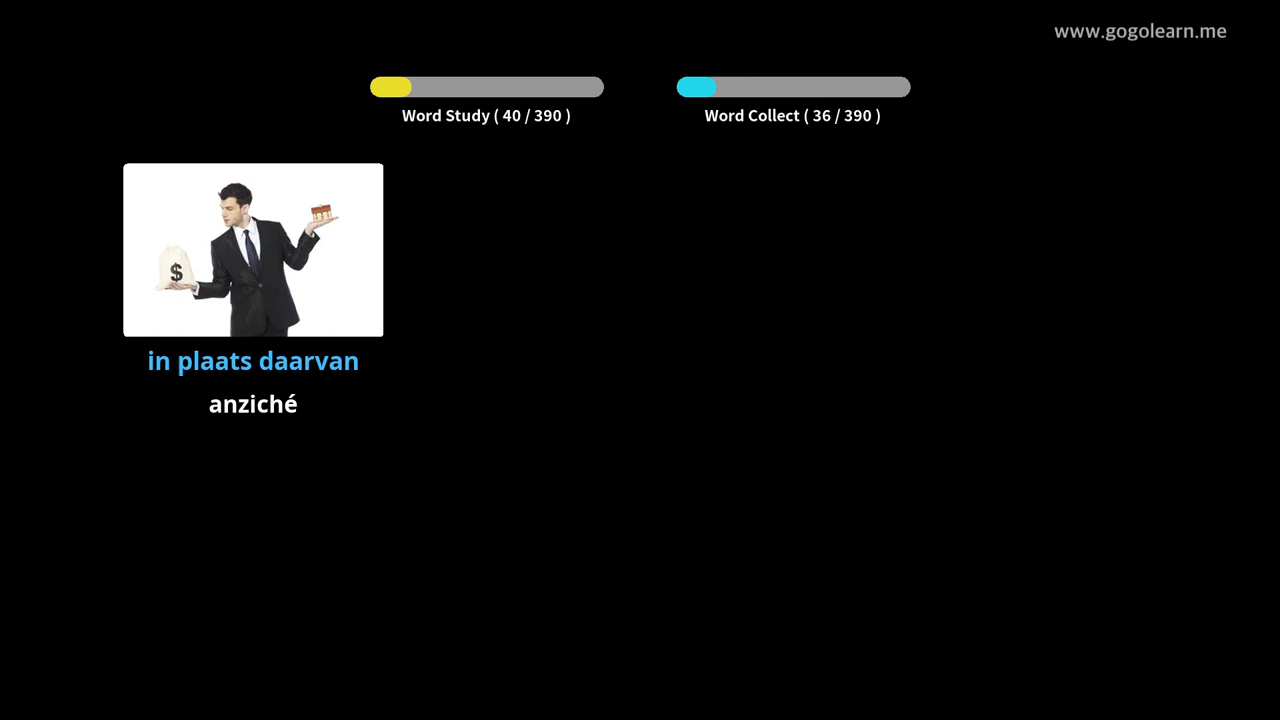 www.gogolearn.me
Word Study ( 40 / 390 )
Word Collect ( 36 / 390 )
$
in plaats daarvan
anziché